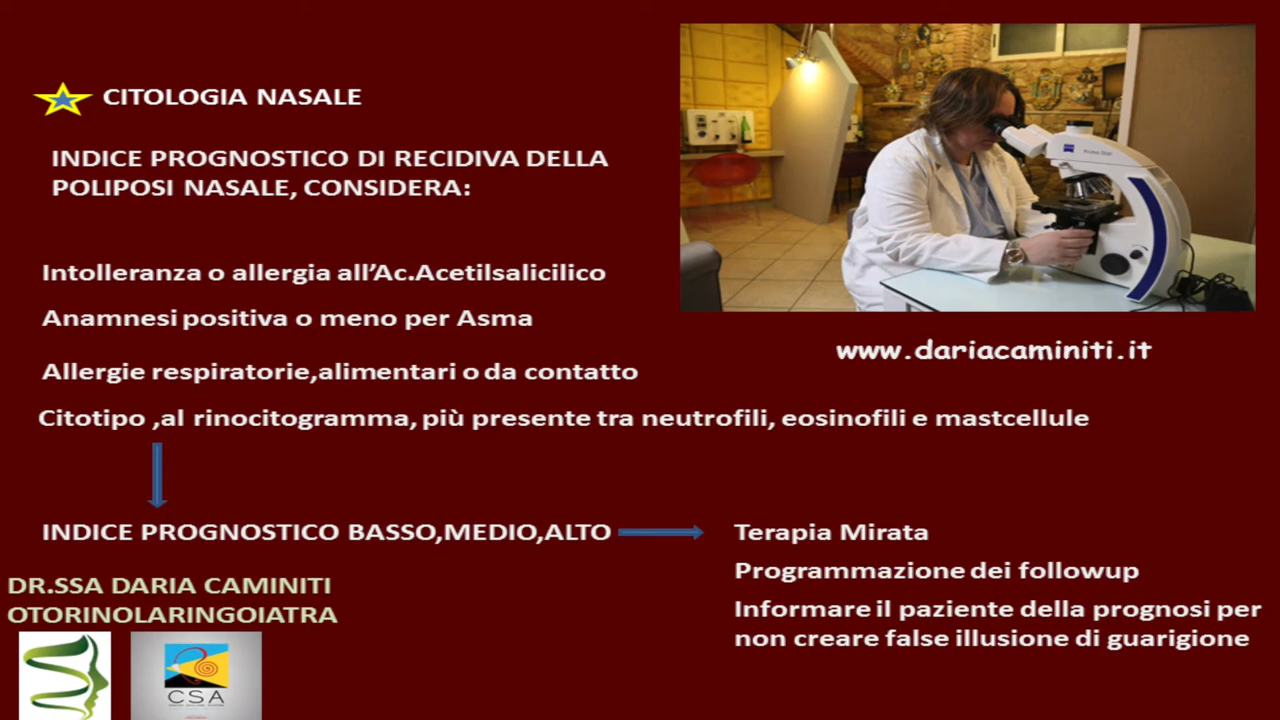 CITOLOGIA NASALE
INDICE PROGNOSTICO DI RECIDIVA DELLA
POLIPOSI NASALE, CONSIDERA:
Intolleranza o allergia all’Ac.Acetilsalicilico
Anamnesi positiva o meno per Asma
www.dariacaminiti.it
Allergie respiratorie,alimentari o da contatto
Citotipo ,al rinocitogramma, più presente tra neutrofili, eosinofili e mastcellule
INDICE PROGNOSTICO BASSO,MEDIO,ALTO
Terapia Mirata
Programmazione dei followup
Informare il paziente della prognosi per
non creare false illusione di guarigione
DR.SSA DARIA CAMINITI
OTORINOLARINGOIATRA
CSA